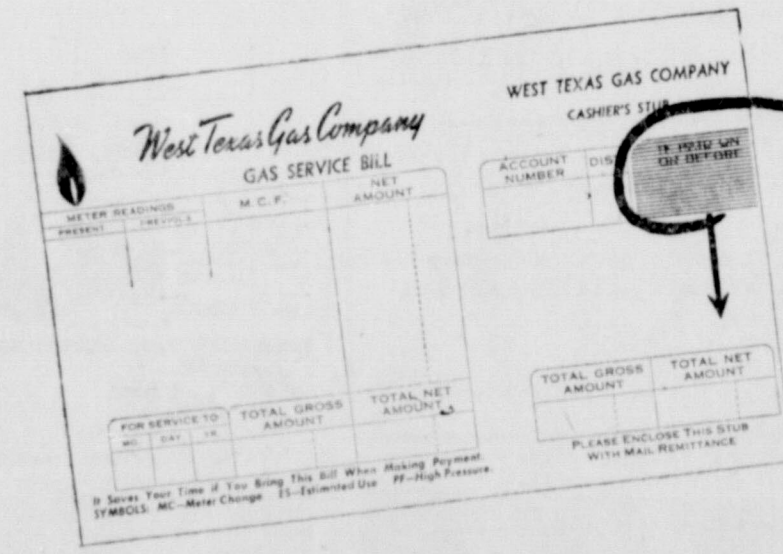 West Texas Gas Company
GAS SERVICE BILL
METER READINGS
PRESENT PREVIOUS
M. C. F.
NET
AMOUNT
FOR SERVICE TO
MO. DAY YR.
TOTAL GROSS
AMOUNT
TOTAL NET
AMOUNT
It Saves Your Time if You Bring This Bill When Making Payment.
SYMBOLS: MC—Meter Change ES—Estimated Use PF—High Pressure.
WEST TEXAS GAS COMPANY
CASHIER'S STUB
ACCOUNT
NUMBER
OR BEFORE
TOTAL GROSS
AMOUNT
TOTAL NET
AMOUNT
PLEASE ENCLOSE THIS STUB
WITH MAIL REMITTANCE